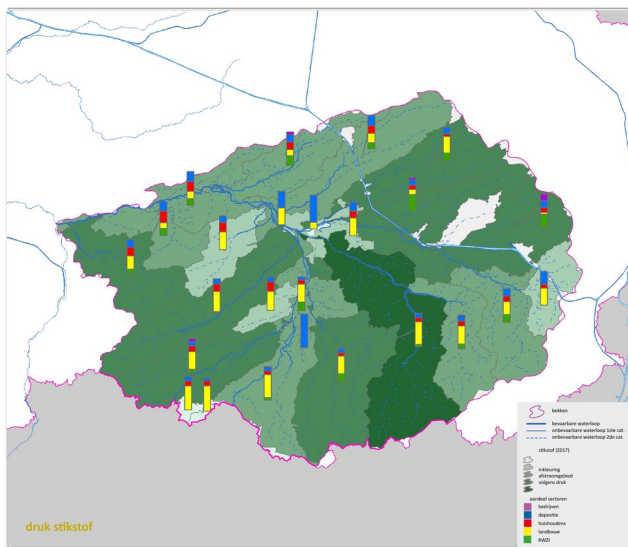 bekken
bevaarbare waterloop
onbevaarbare waterloop 1ste cat.
onbevaarbare waterloop 2de cat.
stikstof (2017)
inkleuring
afstroomgebied
volgens druk
aandeel sectoren
bedrijven
depositie
huishoudens
landbouw
RWZI
druk stikstof